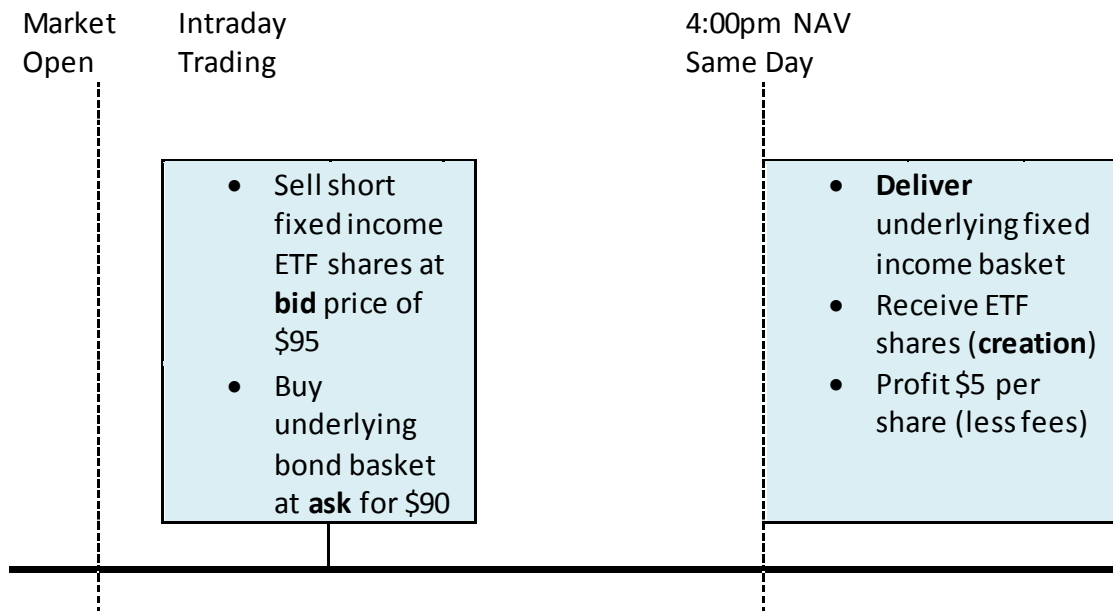 Market
Open
Intraday
Trading
4:00pm NAV
Same Day
• Sell short
fixed income
ETF shares at
bid price of
$95
• Buy
underlying
bond basket
at ask for $90
• Deliver
underlying fixed
income basket
• Receive ETF
shares (creation)
• Profit $5 per
share (less fees)